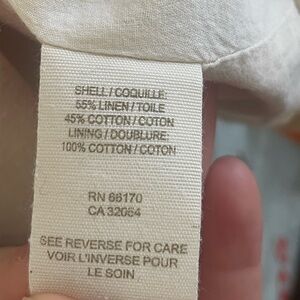 SHELL / COQUILLE:
55% LINEN / TOILE
45% COTTON / COTON
LINING / DOUBLURE:
100% COTTON / COTON
RN 66170
CA 32054
SEE REVERSE FOR CARE
VOIR L'INVERSE POUR
LE SOIN